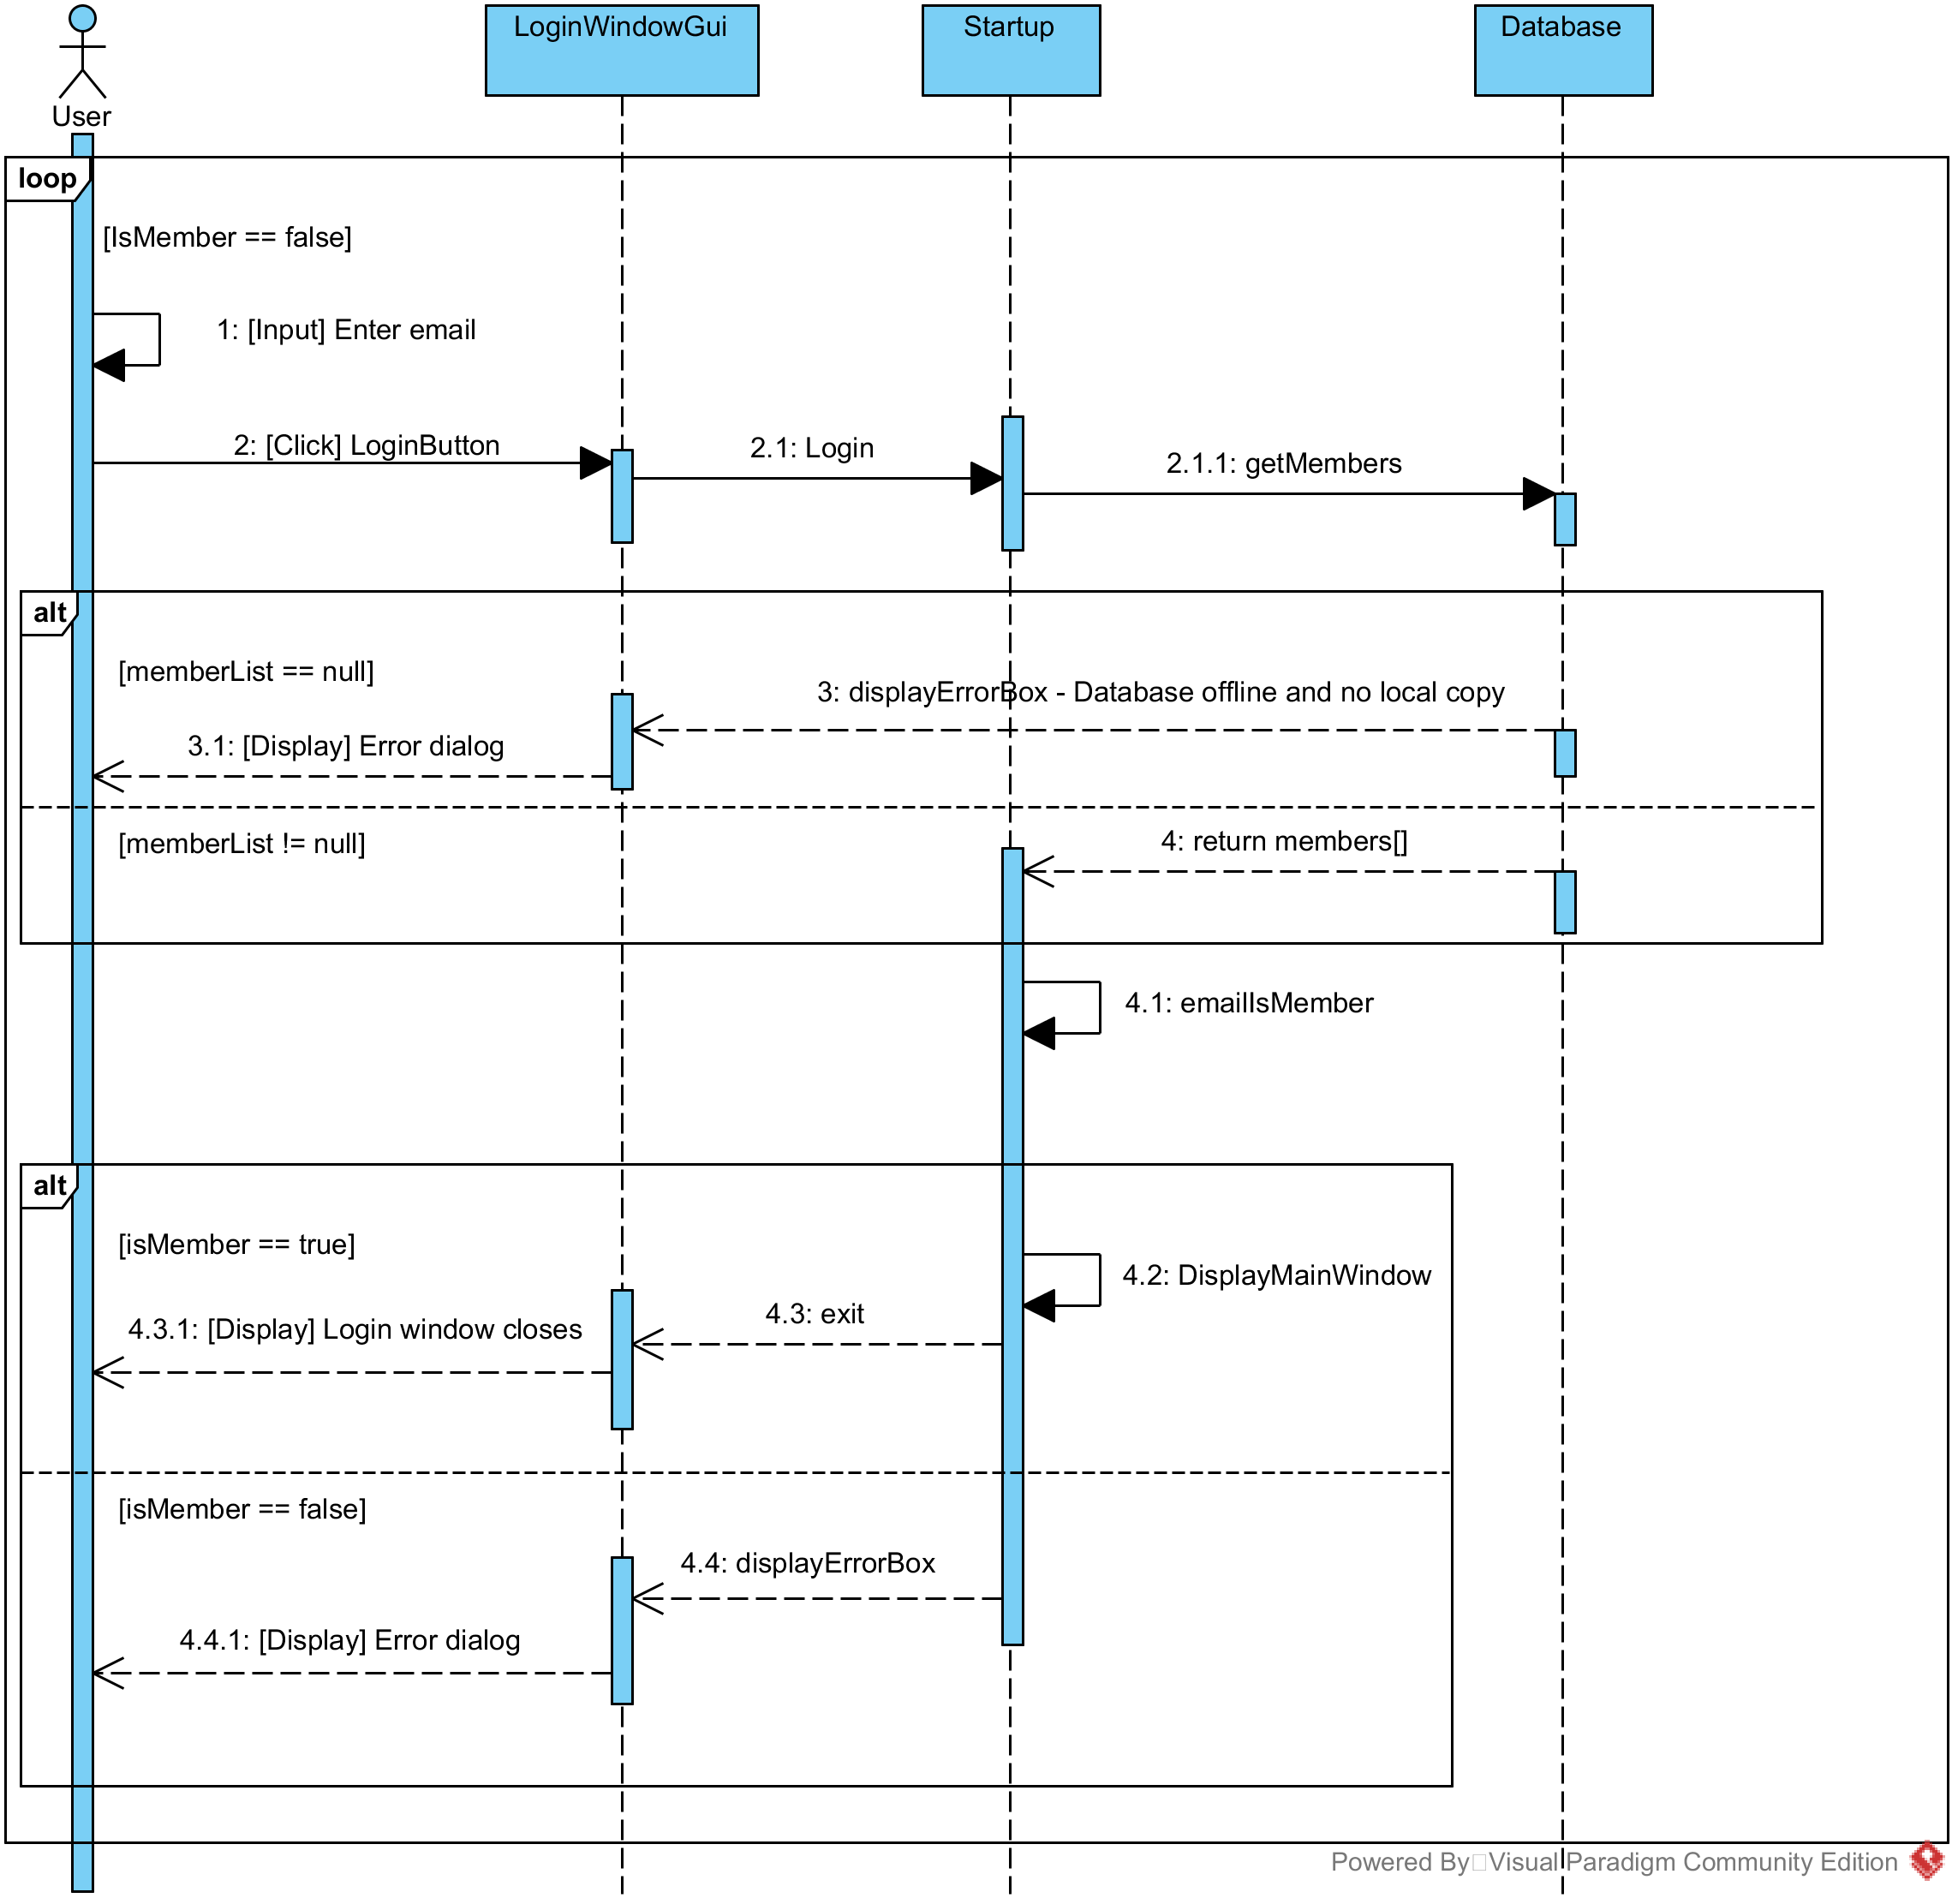 User
LoginWindowGui
Startup
Database
loop
[IsMember == false]
1: [Input] Enter email
2: [Click] LoginButton
2.1: Login
2.1.1: getMembers
alt
[memberList == null]
3: displayErrorBox - Database offline and no local copy
3.1: [Display] Error dialog
[memberList != null]
4: return members[]
4.1: emailIsMember
alt
[isMember == true]
4.2: DisplayMainWindow
4.3: exit
4.3.1: [Display] Login window closes
[isMember == false]
4.4: displayErrorBox
4.4.1: [Display] Error dialog
Powered By Visual Paradigm Community Edition